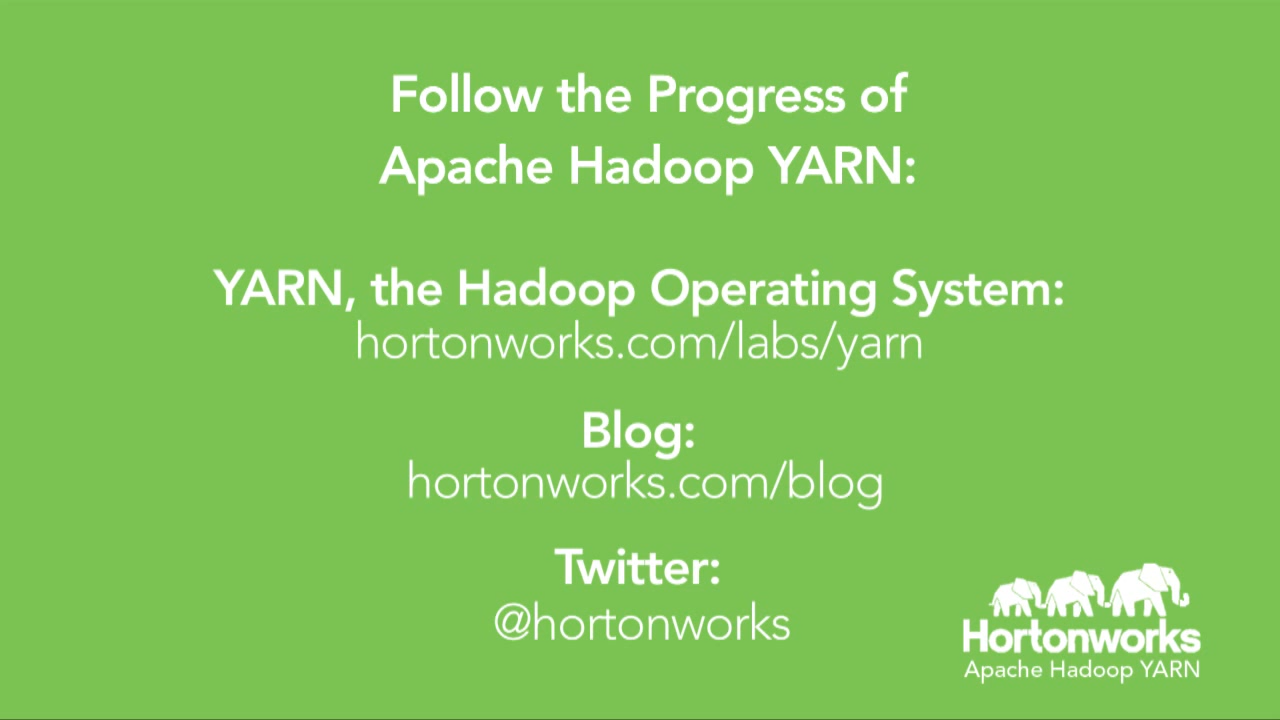 Follow the Progress of
Apache Hadoop YARN:
YARN, the Hadoop Operating System:
hortonworks.com/labs/yarn
Blog:
hortonworks.com/blog
Twitter:
@hortonworks
Hortonworks
Apache Hadoop YARN